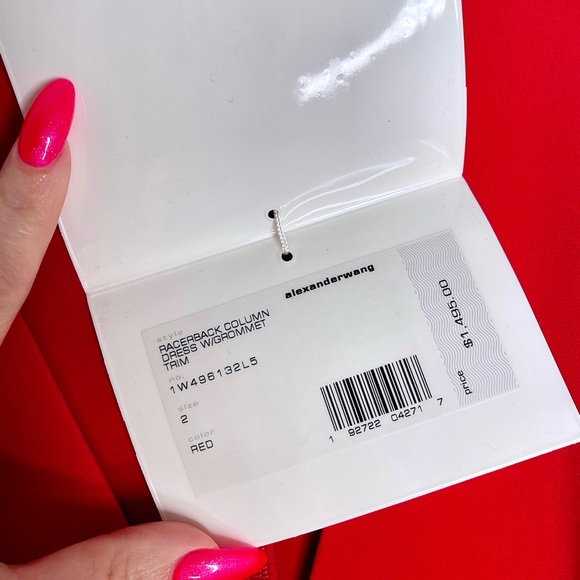 alexanderwang
style
RACERBACK COLUMN
DRESS W/GROMMET
TRIM
no.
1W496132L5
size
2
color
RED
1 92722 04271 7
price
$1,495.00